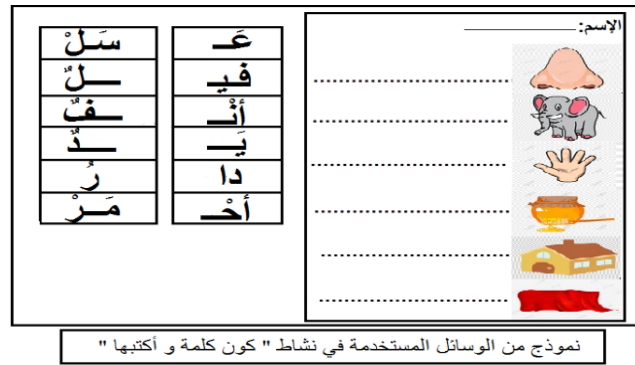 الإسم:
عَـ
فيـ
أنْـ
يَـ
دا
أحْـ
سَـلْ
ـلٌ
ـفٌ
ـدٌ
رُ
مَـرْ
نموذج من الوسائل المستخدمة في نشاط " كون كلمة و أكتبها "